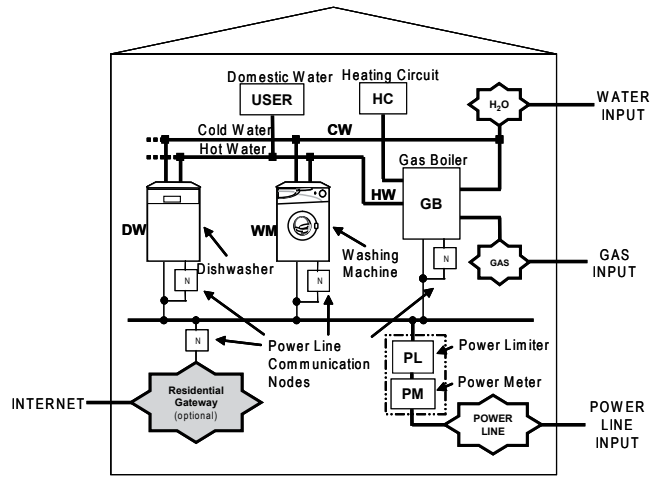 Domestic Water
USER
Heating Circuit
HC
H2O
WATER
INPUT
Cold Water
CW
Hot Water
Gas Boiler
HW
GB
DW
WM
Dishwasher
Washing
Machine
GAS
GAS
INPUT
N
N
N
N
Power Line
Communication
Nodes
PL
Power Limiter
PM
Power Meter
Residential
Gateway
(optional)
INTERNET
POWER
LINE
POWER
LINE
INPUT